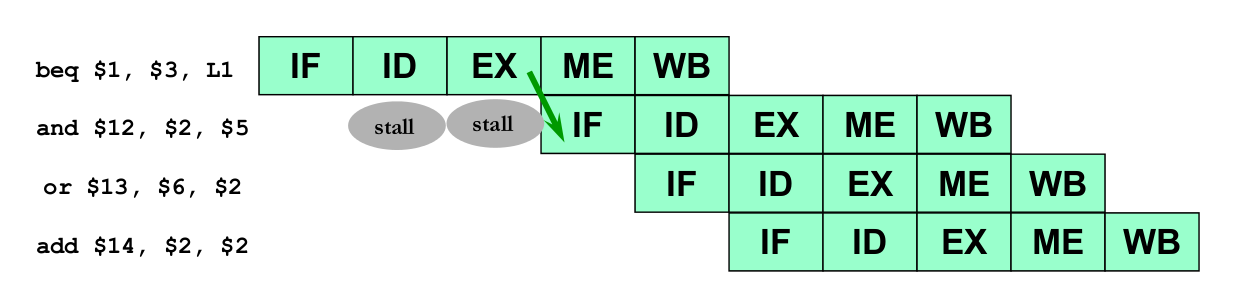 beq $1, $3, L1 IF ID EX ME WB
and $12, $2, $5 stall stall IF ID EX ME WB
or $13, $6, $2 IF ID EX ME WB
add $14, $2, $2 IF ID EX ME WB